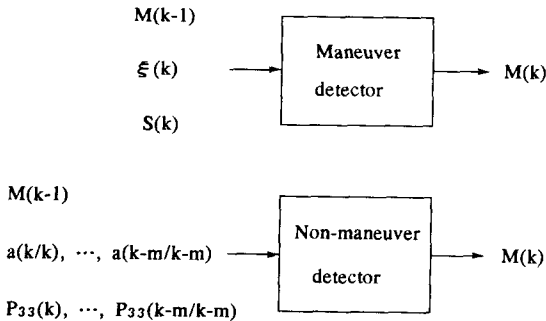 M(k-1)
ξ(k)
S(k)
Maneuver
detector
M(k)
M(k-1)
a(k/k), ···, a(k-m/k-m)
P₃₃(k), ···, P₃₃(k-m/k-m)
Non-maneuver
detector
M(k)